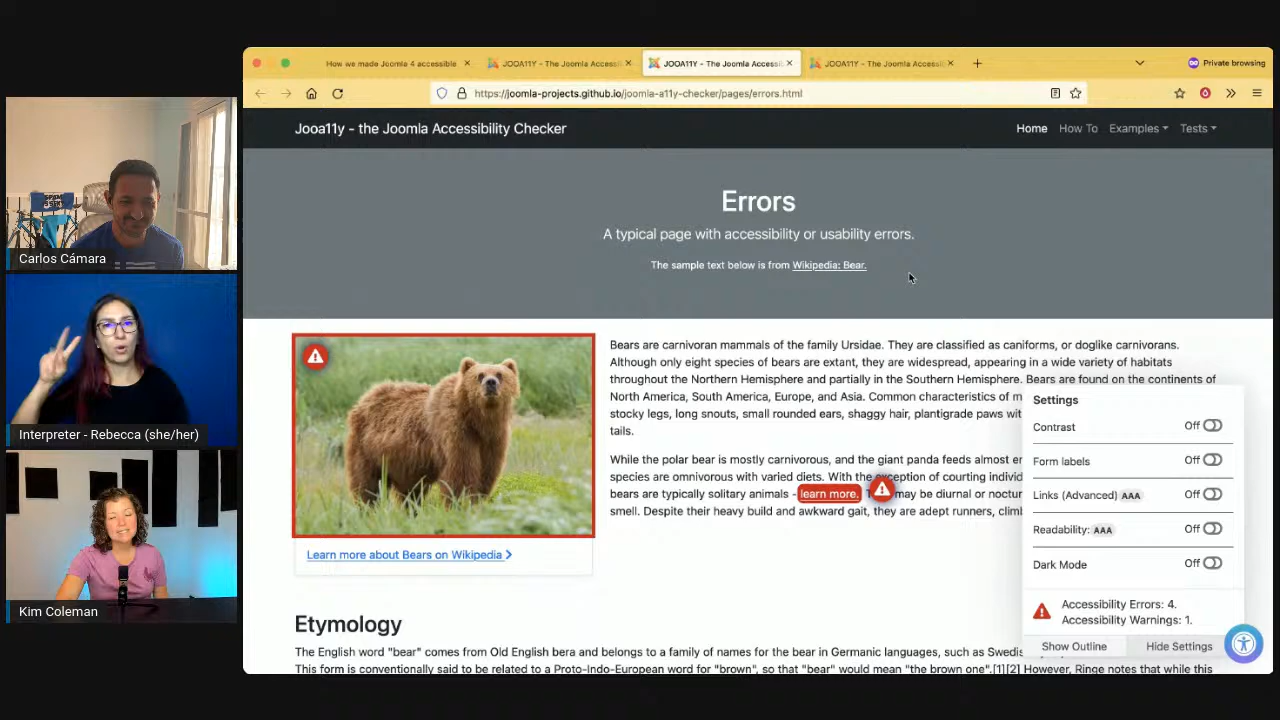 How we made Joomla 4 accessible
JOOA11Y - The Joomla Accessi
JOOA11Y - The Joomla Accessi
JOOA11Y - The Joomla Accessi
Private browsing
https://joomla-projects.github.io/joomla-a11y-checker/pages/errors.html
Jooa11y - the Joomla Accessibility Checker
Home How To Examples Tests
Errors
A typical page with accessibility or usability errors.
The sample text below is from Wikipedia: Bear.
Carlos Cámara
Interpreter - Rebecca (she/her)
Kim Coleman
Bears are carnivoran mammals of the family Ursidae. They are classified as caniforms, or doglike carnivorans.
Although only eight species of bears are extant, they are widespread, appearing in a wide variety of habitats
throughout the Northern Hemisphere and partially in the Southern Hemisphere. Bears are found on the continents of
North America, South America, Europe, and Asia. Common characteristics of m
stocky legs, long snouts, small rounded ears, shaggy hair, plantigrade paws wit
tails.
While the polar bear is mostly carnivorous, and the giant panda feeds almost er
species are omnivorous with varied diets. With the exception of courting individ
bears are typically solitary animals - learn more. may be diurnal or noctur
smell. Despite their heavy build and awkward gait, they are adept runners, climb
Learn more about Bears on Wikipedia
Settings
Contrast Off
Form labels Off
Links (Advanced) AAA Off
Readability: AAA Off
Dark Mode Off
Accessibility Errors: 4.
Accessibility Warnings: 1.
Show Outline Hide Settings
Etymology
The English word "bear" comes from Old English bera and belongs to a family of names for the bear in Germanic languages, such as Swedis
This form is conventionally said to be related to a Proto-Indo-European word for "brown", so that "bear" would mean "the brown one".[1][2] However, Ringe notes that while this